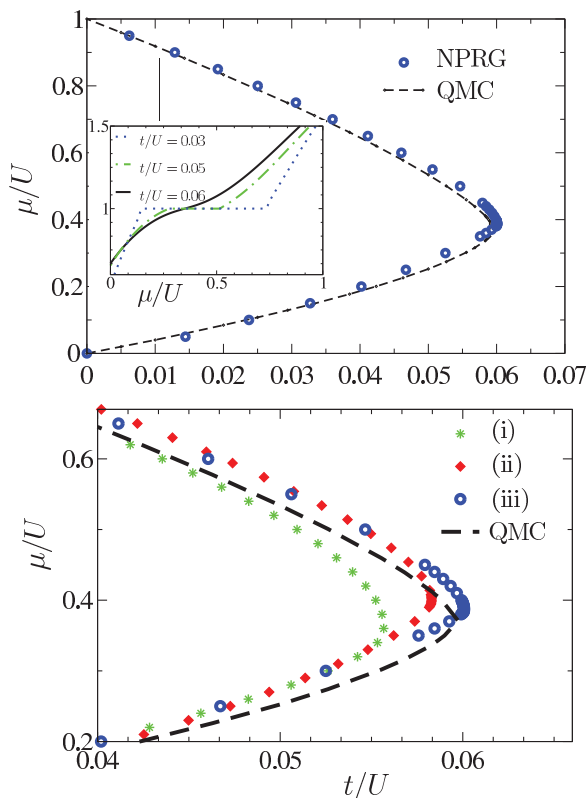 1
0.8
0.6
0.4
0.2
0
μ/U
NPRG
QMC
1.5
1
t/U = 0.03
t/U = 0.05
t/U = 0.06
0 0.5 1
μ/U
0 0.01 0.02 0.03 0.04 0.05 0.06 0.07
(i)
(ii)
(iii)
QMC
0.6
0.4
0.2
μ/U
0.04 0.05 0.06
t/U